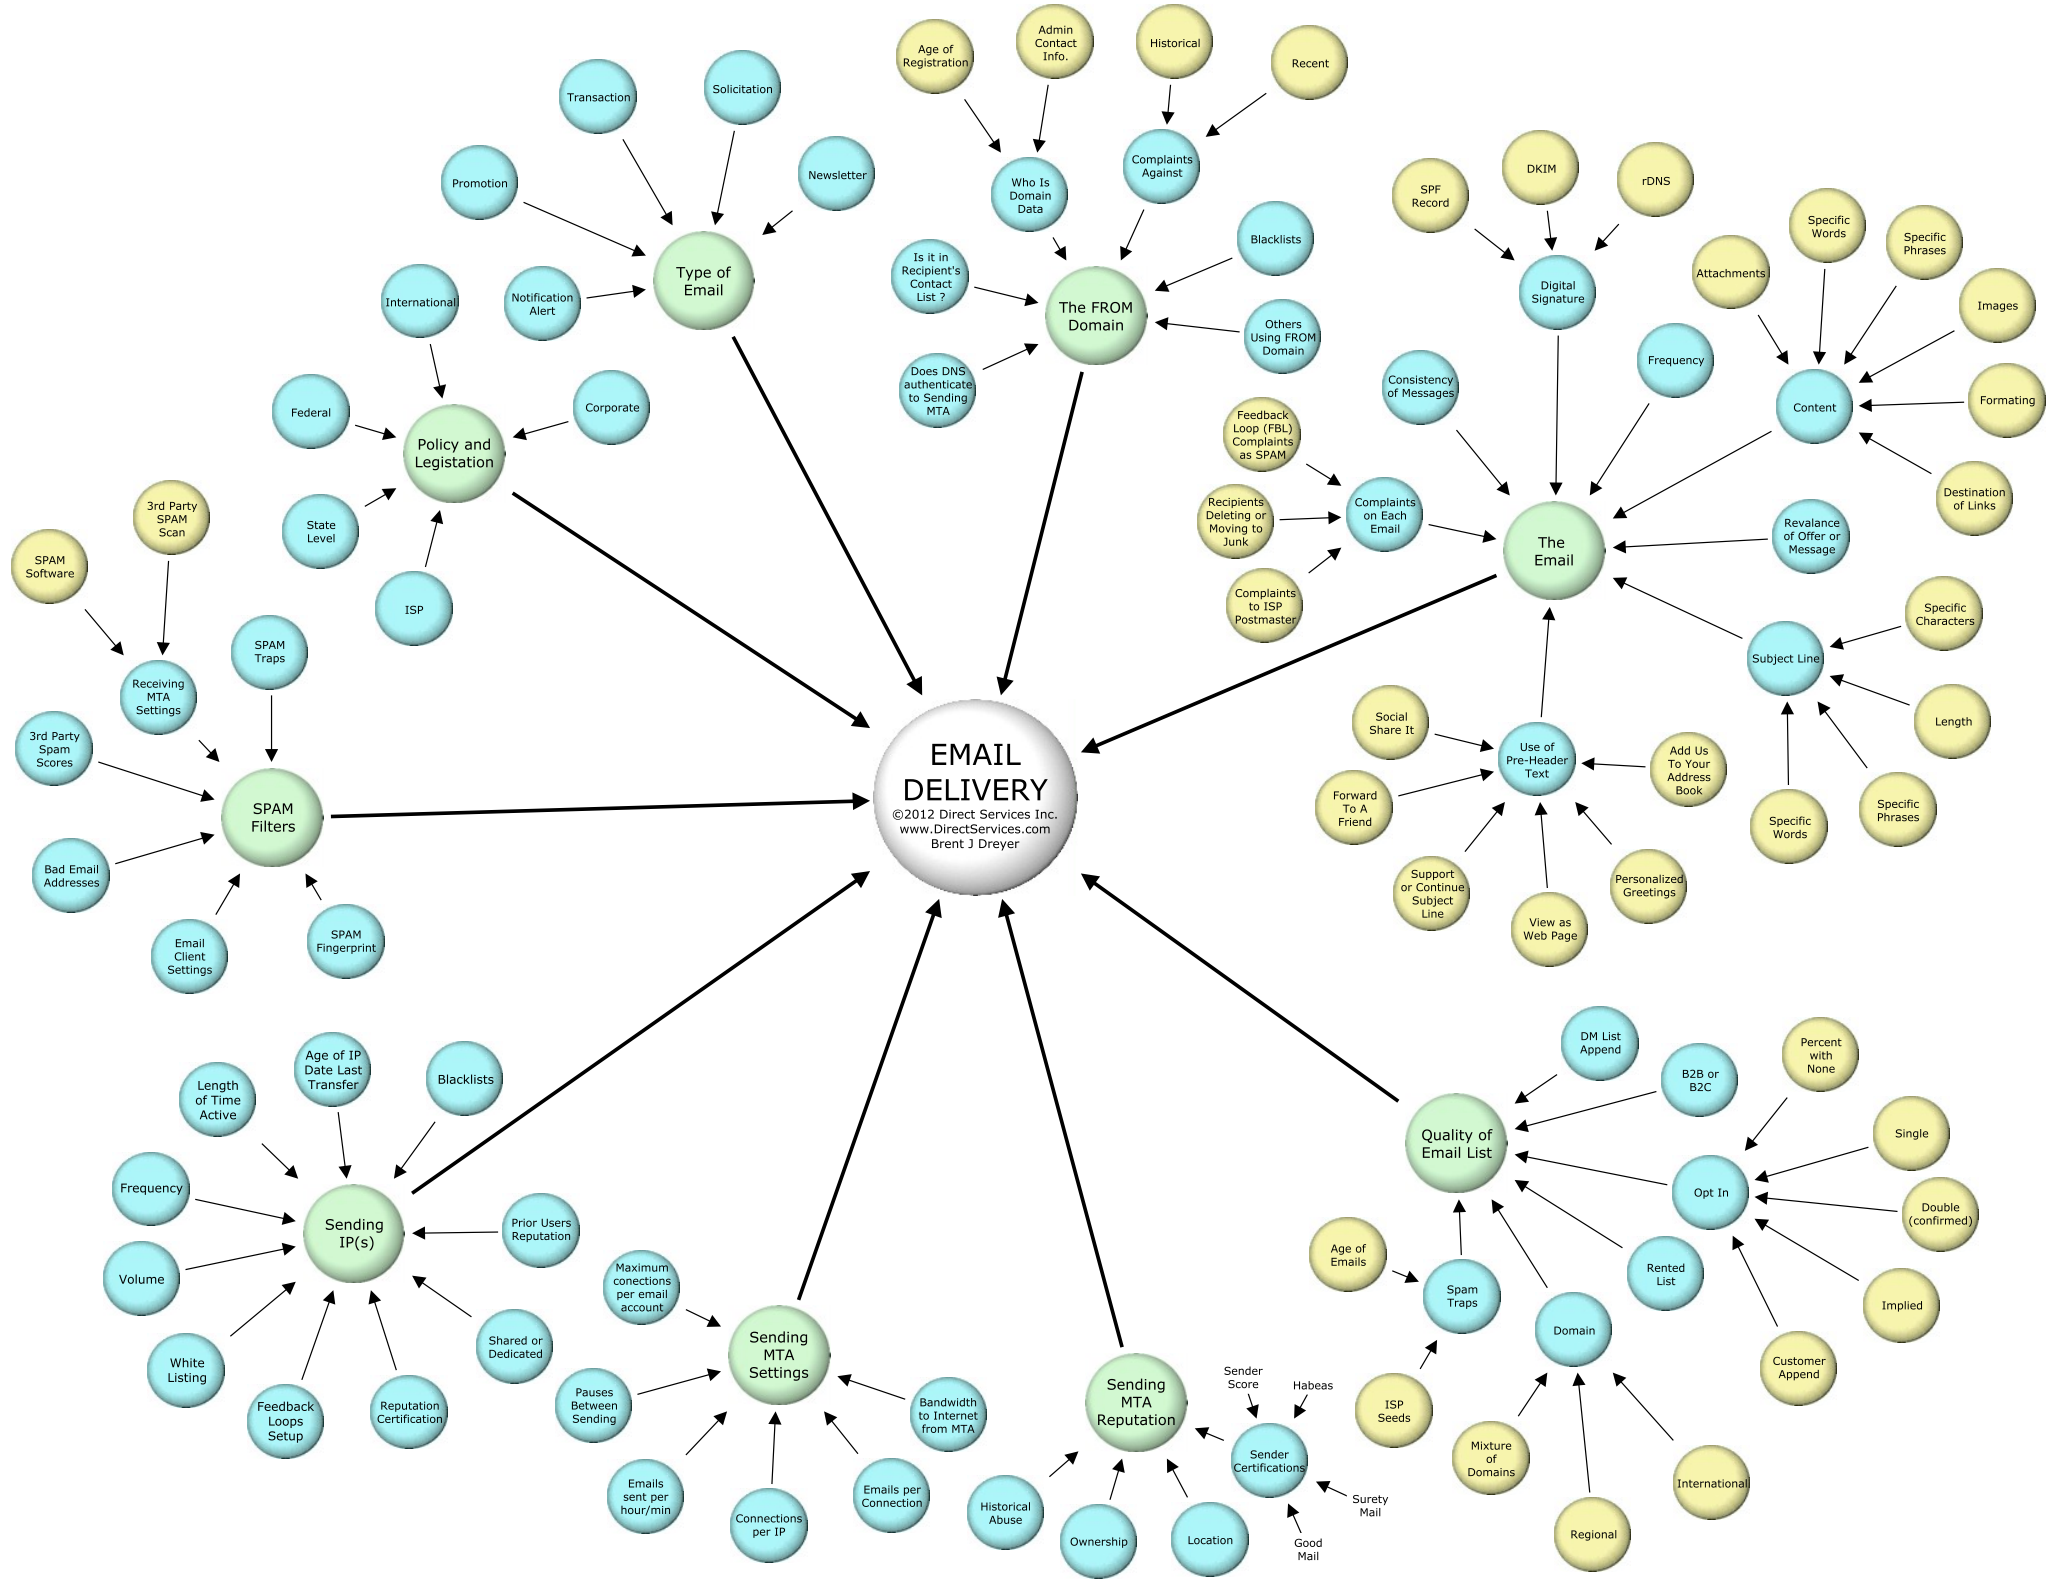 EMAIL
DELIVERY
©2012 Direct Services Inc.
www.DirectServices.com
Brent J Dreyer
Type of
Email
Promotion
Transaction
Solicitation
Newsletter
Notification
Alert
The FROM
Domain
Who Is
Domain
Data
Age of
Registration
Admin
Contact
Info.
Complaints
Against
Historical
Recent
Blacklists
Others
Using FROM
Domain
Is it in
Recipient's
Contact
List ?
Does DNS
authenticate
to Sending
MTA
The
Email
Digital
Signature
SPF
Record
DKIM
rDNS
Consistency
of Messages
Frequency
Content
Attachments
Specific
Words
Specific
Phrases
Images
Formating
Destination
of Links
Revalance
of Offer or
Message
Complaints
on Each
Email
Feedback
Loop (FBL)
Complaints
as SPAM
Recipients
Deleting or
Moving to
Junk
Complaints
to ISP
Postmaster
Subject Line
Specific
Characters
Length
Specific
Phrases
Specific
Words
Use of
Pre-Header
Text
Social
Share It
Forward
To A
Friend
Support
or Continue
Subject
Line
View as
Web Page
Personalized
Greetings
Add Us
To Your
Address
Book
Policy and
Legistation
International
Federal
Corporate
State
Level
ISP
SPAM
Filters
SPAM
Software
3rd Party
SPAM
Scan
Receiving
MTA
Settings
SPAM
Traps
3rd Party
Spam
Scores
Bad Email
Addresses
Email
Client
Settings
SPAM
Fingerprint
Sending
IP(s)
Length
of Time
Active
Age of IP
Date Last
Transfer
Blacklists
Frequency
Volume
White
Listing
Feedback
Loops
Setup
Reputation
Certification
Shared or
Dedicated
Prior Users
Reputation
Sending
MTA
Settings
Maximum
conections
per email
account
Pauses
Between
Sending
Emails
sent per
hour/min
Connections
per IP
Emails per
Connection
Bandwidth
to Internet
from MTA
Sending
MTA
Reputation
Historical
Abuse
Ownership
Location
Sender
Certifications
Sender
Score
Habeas
Surety
Mail
Good
Mail
Quality of
Email List
DM List
Append
B2B or
B2C
Opt In
Percent
with
None
Single
Double
(confirmed)
Implied
Customer
Append
Rented
List
Domain
Mixture
of
Domains
Regional
International
Spam
Traps
Age of
Emails
ISP
Seeds